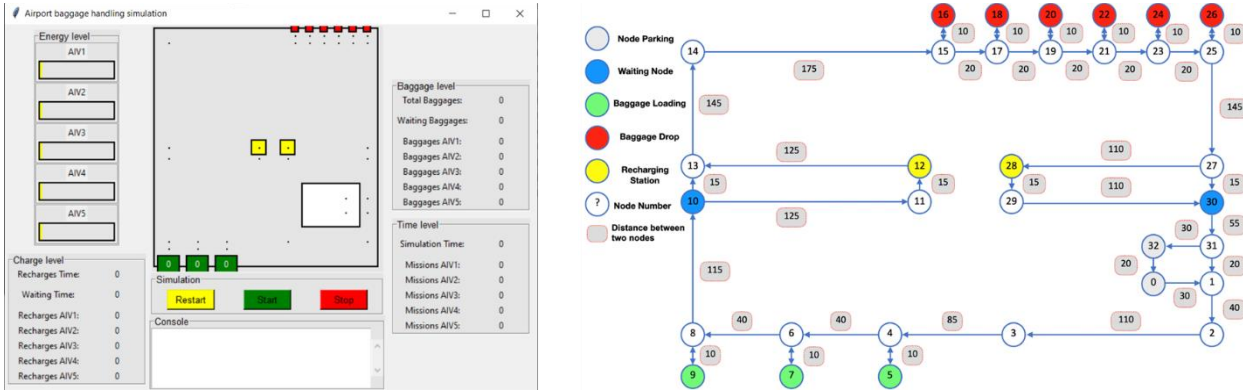 Airport baggage handling simulation
Energy level
AIV1
AIV2
AIV3
AIV4
AIV5
Charge level
Recharges Time: 0
Waiting Time: 0
Recharges AIV1: 0
Recharges AIV2: 0
Recharges AIV3: 0
Recharges AIV4: 0
Recharges AIV5: 0
0 0 0
Simulation
Restart Start Stop
Console
Baggage level
Total Baggages: 0
Waiting Baggages: 0
Baggages AIV1: 0
Baggages AIV2: 0
Baggages AIV3: 0
Baggages AIV4: 0
Baggages AIV5: 0
Time level
Simulation Time: 0
Missions AIV1: 0
Missions AIV2: 0
Missions AIV3: 0
Missions AIV4: 0
Missions AIV5: 0
Node Parking
Waiting Node
Baggage Loading
Baggage Drop
Recharging
Station
? Node Number
Distance between
two nodes
16 18 20 22 24 26
10 10 10 10 10 10
14 15 17 19 21 23 25
175 20 20 20 20 20
145 145
125 110
13 12 28 27
15 15 15 15
10 11 29 110 30
125
55
30
32 31
115 20 20
0 1
30
40
40 40 85 110
8 6 4 3 2
10 10 10
9 7 5